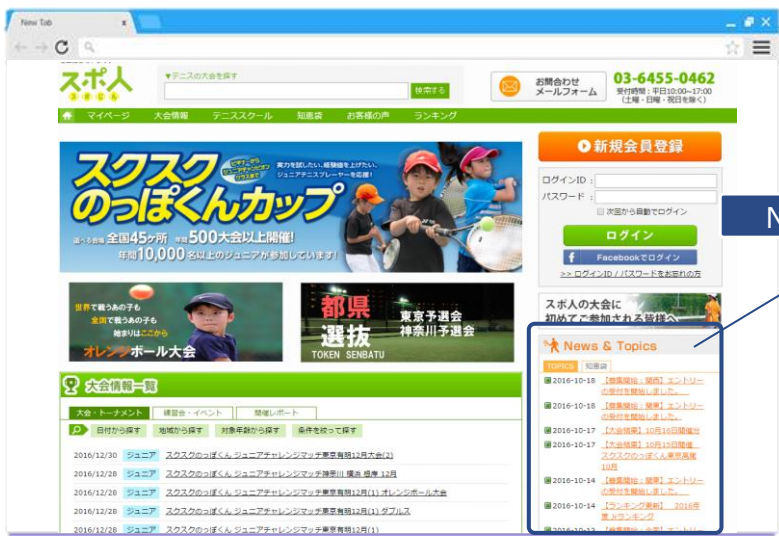 New Tab x
スポ人
スポじん
▼テニスの大会を探す
検索する
お問合わせ
メールフォーム
03-6455-0462
受付時間：平日10:00~17:00
(土曜・日曜・祝日を除く)
マイページ 大会情報 テニススクール 知恵袋 お客様の声 ランキング
スクスク
のっぽくんカップ
実力を試したい、経験値を上げたい、
ジュニアテニスプレーヤーを応援!
選べる会場 全国45ヶ所 年間500大会以上開催!
年間10,000名以上のジュニアが参加しています!
新規会員登録
ログインID：
パスワード：
次回から自動でログイン
ログイン
f Facebookでログイン
>> ログインID / パスワードをお忘れの方
N
世界で戦うあの子も
全国で戦うあの子も
始まりはここから
オレンジボール大会
都県
選抜
TOKEN SENBATU
東京予選会
神奈川予選会
スポ人の大会に
初めてご参加される皆様へ
News & Topics
TOPICS 知恵袋
2016-10-18 【募集開始：関西】エントリー
の受付を開始しました。
2016-10-18 【募集開始：関東】エントリー
の受付を開始しました。
2016-10-17 【大会結果】10月16日開催分
2016-10-17 【大会結果】10月15日開催
スクスクのっぽくん東京高尾
10月
2016-10-14 【募集開始：関東】エントリー
の受付を開始しました。
2016-10-14 【ランキング更新】 2016年
度 Jrランキング
2016-10-13
大会情報一覧
大会・トーナメント 練習会・イベント 開催レポート
日付から探す 地域から探す 対象年齢から探す 条件を絞って探す
2016/12/30 ジュニア スクスクのっぽくん ジュニアチャレンジマッチ東京有明12月大会(2)
2016/12/28 ジュニア スクスクのっぽくん ジュニアチャレンジマッチ神奈川 横浜 根岸 12月
2016/12/28 ジュニア スクスクのっぽくん ジュニアチャレンジマッチ東京有明12月(1) オレンジボール大会
2016/12/28 ジュニア スクスクのっぽくん ジュニアチャレンジマッチ東京有明12月(1) ダブルス
2016/12/28 ジュニア スクスクのっぽくん ジュニアチャレンジマッチ東京有明12月(1)